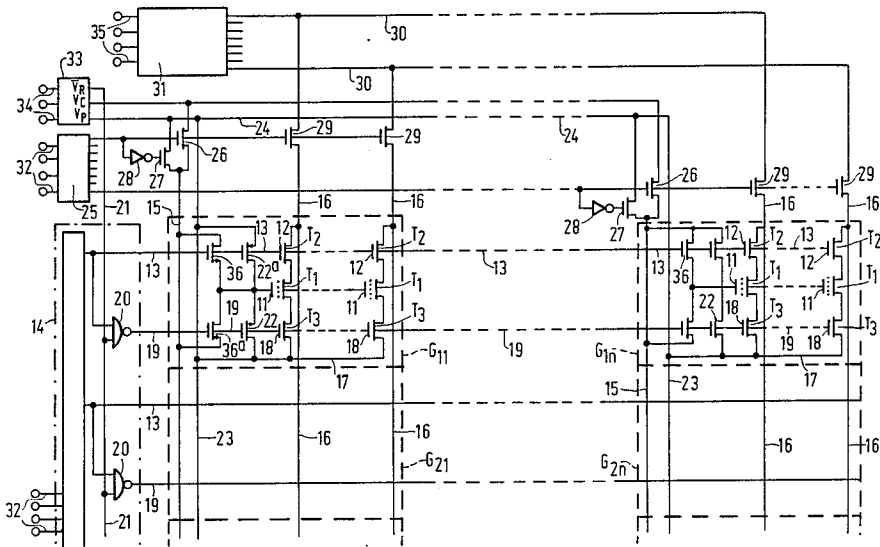 35 31 30 30
33 V̅R VC VP 34
24 24
26 29 29 26 29 29
32 25 28 27 28 27
21 15 16 16 16 16
14 13 36 13 22a 12 T2 12 T2 13 13 36 12 T2 13 12 T2
11 T1 11 T1 11 T1 11 T1
20 19 36a 19 22 18 T3 18 T3 19 22 18 T3 19 18 T3
G11 G1n
17 15 23 17
13 23 16 16 13
20 G21 G2n 16 16
32 21 19 19